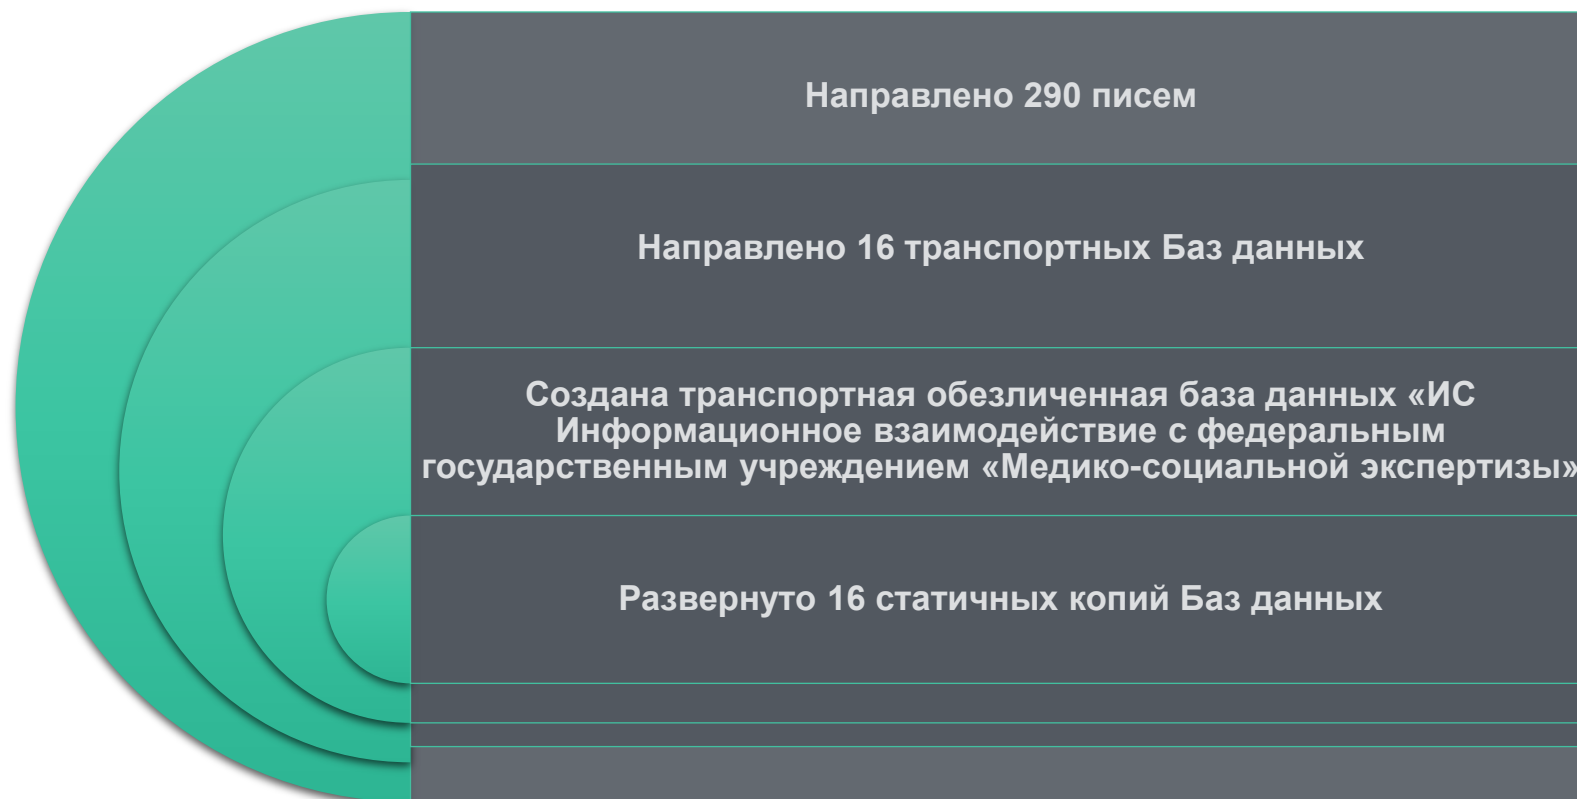 Направлено 290 писем
Направлено 16 транспортных Баз данных
Создана транспортная обезличенная база данных «ИС
Информационное взаимодействие с федеральным
государственным учреждением «Медико-социальной экспертизы»
Развернуто 16 статичных копий Баз данных